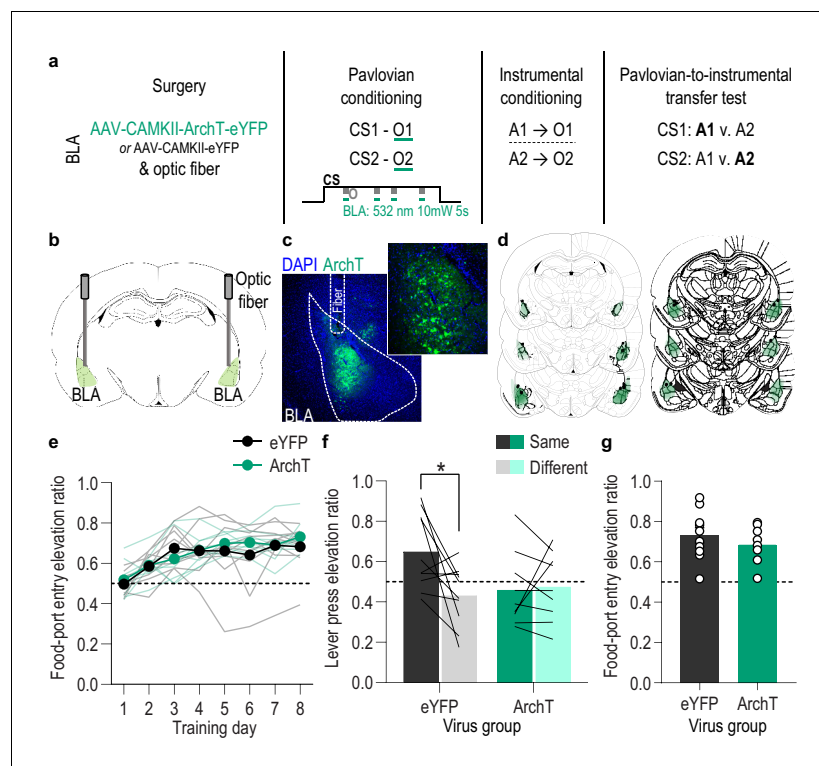 a
Surgery
BLA
AAV-CAMKII-ArchT-eYFP
or AAV-CAMKII-eYFP
& optic fiber
Pavlovian
conditioning
CS1 - O1
CS2 - O2
CS
O
BLA: 532 nm 10mW 5s
Instrumental
conditioning
A1 → O1
A2 → O2
Pavlovian-to-instrumental
transfer test
CS1: A1 v. A2
CS2: A1 v. A2
b
Optic
fiber
BLA
BLA
c
DAPI ArchT
Fiber
BLA
d
e
eYFP
ArchT
Food-port entry elevation ratio
1.0
0.8
0.6
0.4
0.2
0.0
1 2 3 4 5 6 7 8
Training day
f
Same
Different
*
Lever press elevation ratio
1.0
0.8
0.6
0.4
0.2
0.0
eYFP ArchT
Virus group
g
Food-port entry elevation ratio
1.0
0.8
0.6
0.4
0.2
0.0
eYFP ArchT
Virus group